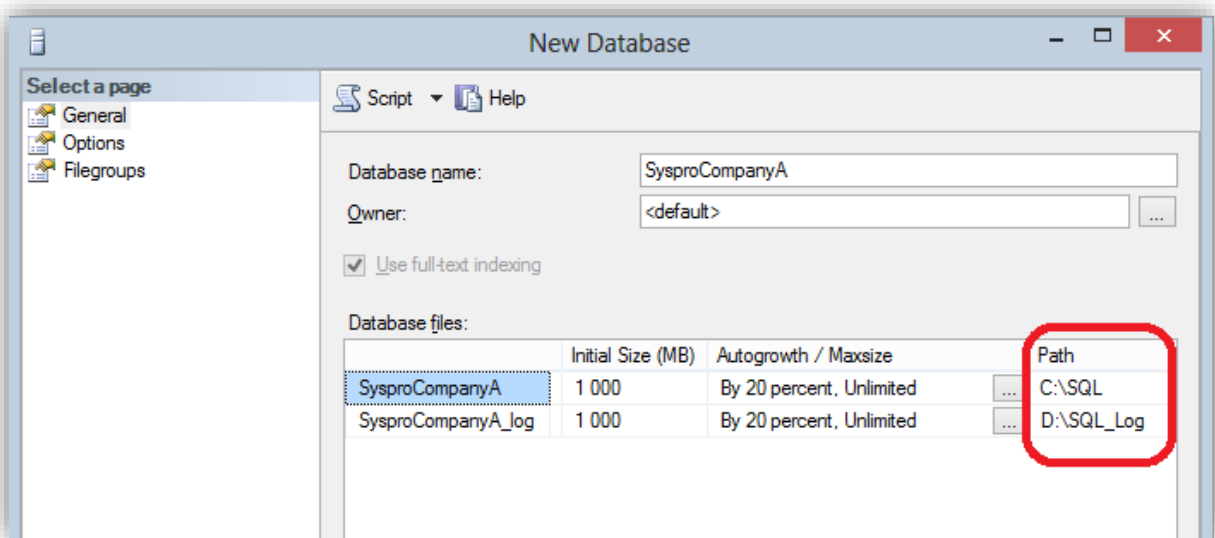 New Database
Select a page
General
Options
Filegroups
Script Help
Database name: SysproCompanyA
Owner: <default> ...
Use full-text indexing
Database files:
Initial Size (MB) Autogrowth / Maxsize Path
SysproCompanyA 1 000 By 20 percent, Unlimited ... C:\SQL
SysproCompanyA_log 1 000 By 20 percent, Unlimited ... D:\SQL_Log